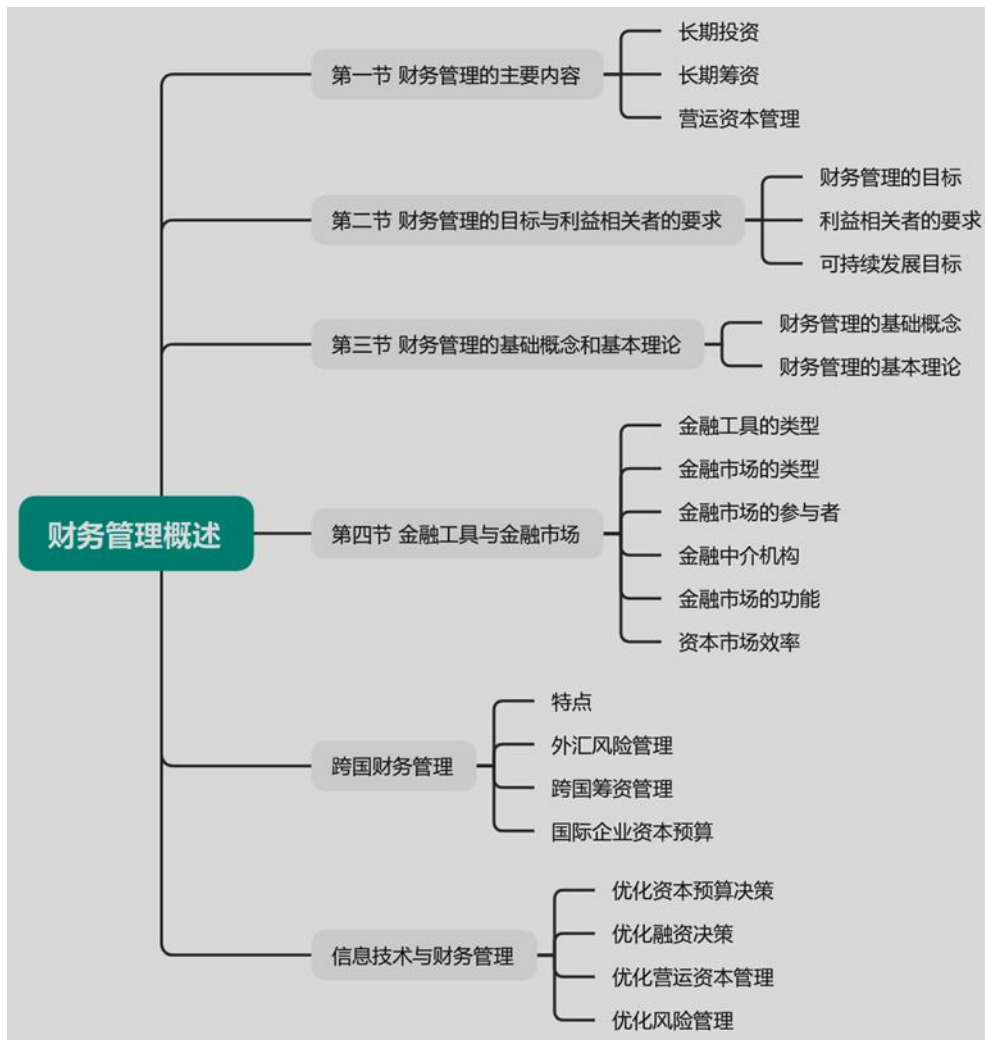 财务管理概述
第一节 财务管理的主要内容
长期投资
长期筹资
营运资本管理
第二节 财务管理的目标与利益相关者的要求
财务管理的目标
利益相关者的要求
可持续发展目标
第三节 财务管理的基础概念和基本理论
财务管理的基础概念
财务管理的基本理论
第四节 金融工具与金融市场
金融工具的类型
金融市场的类型
金融市场的参与者
金融中介机构
金融市场的功能
资本市场效率
跨国财务管理
特点
外汇风险管理
跨国筹资管理
国际企业资本预算
信息技术与财务管理
优化资本预算决策
优化融资决策
优化营运资本管理
优化风险管理